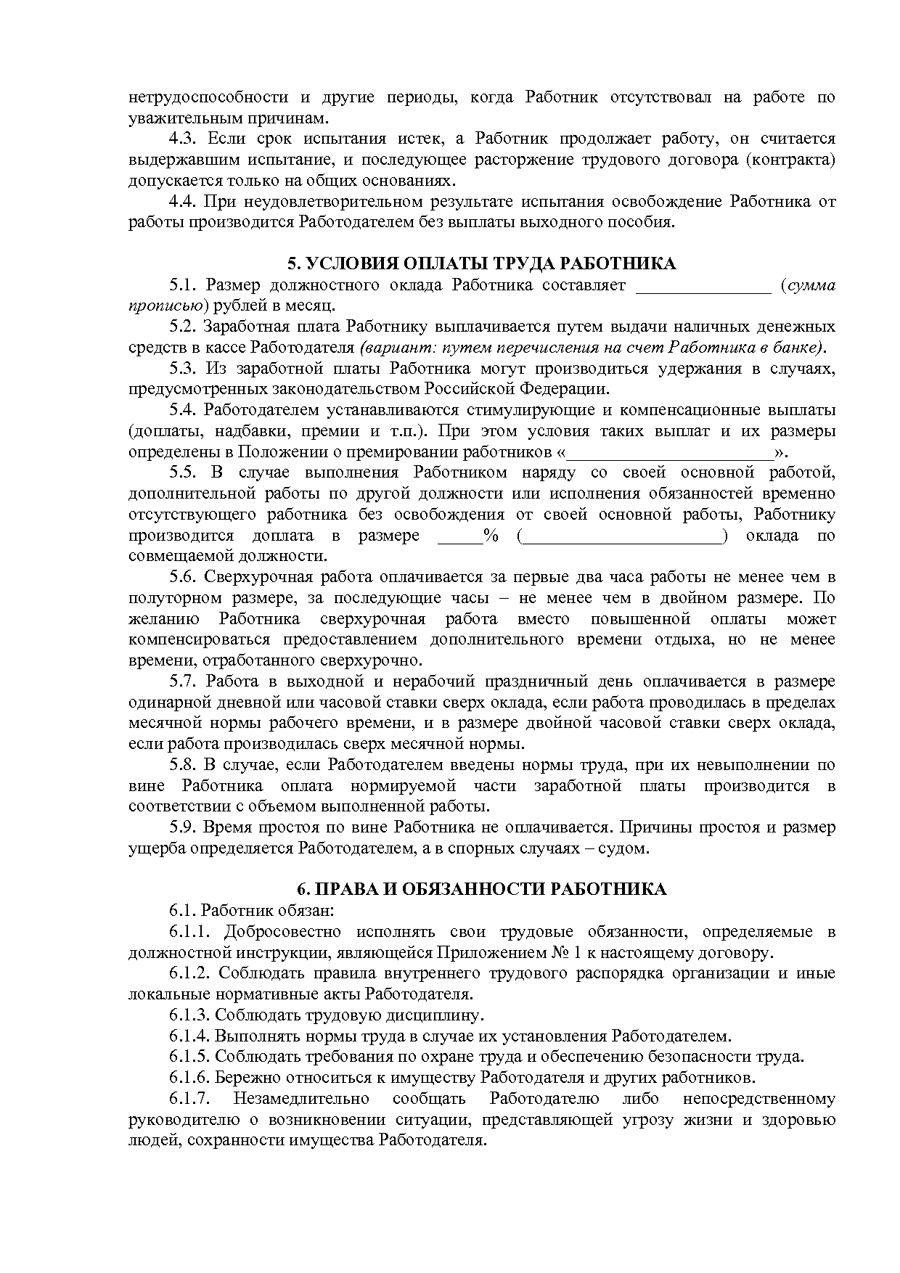 нетрудоспособности и другие периоды, когда Работник отсутствовал на работе по
уважительным причинам.
4.3. Если срок испытания истек, а Работник продолжает работу, он считается
выдержавшим испытание, и последующее расторжение трудового договора (контракта)
допускается только на общих основаниях.
4.4. При неудовлетворительном результате испытания освобождение Работника от
работы производится Работодателем без выплаты выходного пособия.
5. УСЛОВИЯ ОПЛАТЫ ТРУДА РАБОТНИКА
5.1. Размер должностного оклада Работника составляет _______________ (сумма
прописью) рублей в месяц.
5.2. Заработная плата Работнику выплачивается путем выдачи наличных денежных
средств в кассе Работодателя (вариант: путем перечисления на счет Работника в банке).
5.3. Из заработной платы Работника могут производиться удержания в случаях,
предусмотренных законодательством Российской Федерации.
5.4. Работодателем устанавливаются стимулирующие и компенсационные выплаты
(доплаты, надбавки, премии и т.п.). При этом условия таких выплат и их размеры
определены в Положении о премировании работников «_______________________».
5.5. В случае выполнения Работником наряду со своей основной работой,
дополнительной работы по другой должности или исполнения обязанностей временно
отсутствующего работника без освобождения от своей основной работы, Работнику
производится доплата в размере _____% (______________________) оклада по
совмещаемой должности.
5.6. Сверхурочная работа оплачивается за первые два часа работы не менее чем в
полуторном размере, за последующие часы – не менее чем в двойном размере. По
желанию Работника сверхурочная работа вместо повышенной оплаты может
компенсироваться предоставлением дополнительного времени отдыха, но не менее
времени, отработанного сверхурочно.
5.7. Работа в выходной и нерабочий праздничный день оплачивается в размере
одинарной дневной или часовой ставки сверх оклада, если работа проводилась в пределах
месячной нормы рабочего времени, и в размере двойной часовой ставки сверх оклада,
если работа производилась сверх месячной нормы.
5.8. В случае, если Работодателем введены нормы труда, при их невыполнении по
вине Работника оплата нормируемой части заработной платы производится в
соответствии с объемом выполненной работы.
5.9. Время простоя по вине Работника не оплачивается. Причины простоя и размер
ущерба определяется Работодателем, а в спорных случаях – судом.
6. ПРАВА И ОБЯЗАННОСТИ РАБОТНИКА
6.1. Работник обязан:
6.1.1. Добросовестно исполнять свои трудовые обязанности, определяемые в
должностной инструкции, являющейся Приложением № 1 к настоящему договору.
6.1.2. Соблюдать правила внутреннего трудового распорядка организации и иные
локальные нормативные акты Работодателя.
6.1.3. Соблюдать трудовую дисциплину.
6.1.4. Выполнять нормы труда в случае их установления Работодателем.
6.1.5. Соблюдать требования по охране труда и обеспечению безопасности труда.
6.1.6. Бережно относиться к имуществу Работодателя и других работников.
6.1.7. Незамедлительно сообщать Работодателю либо непосредственному
руководителю о возникновении ситуации, представляющей угрозу жизни и здоровью
людей, сохранности имущества Работодателя.